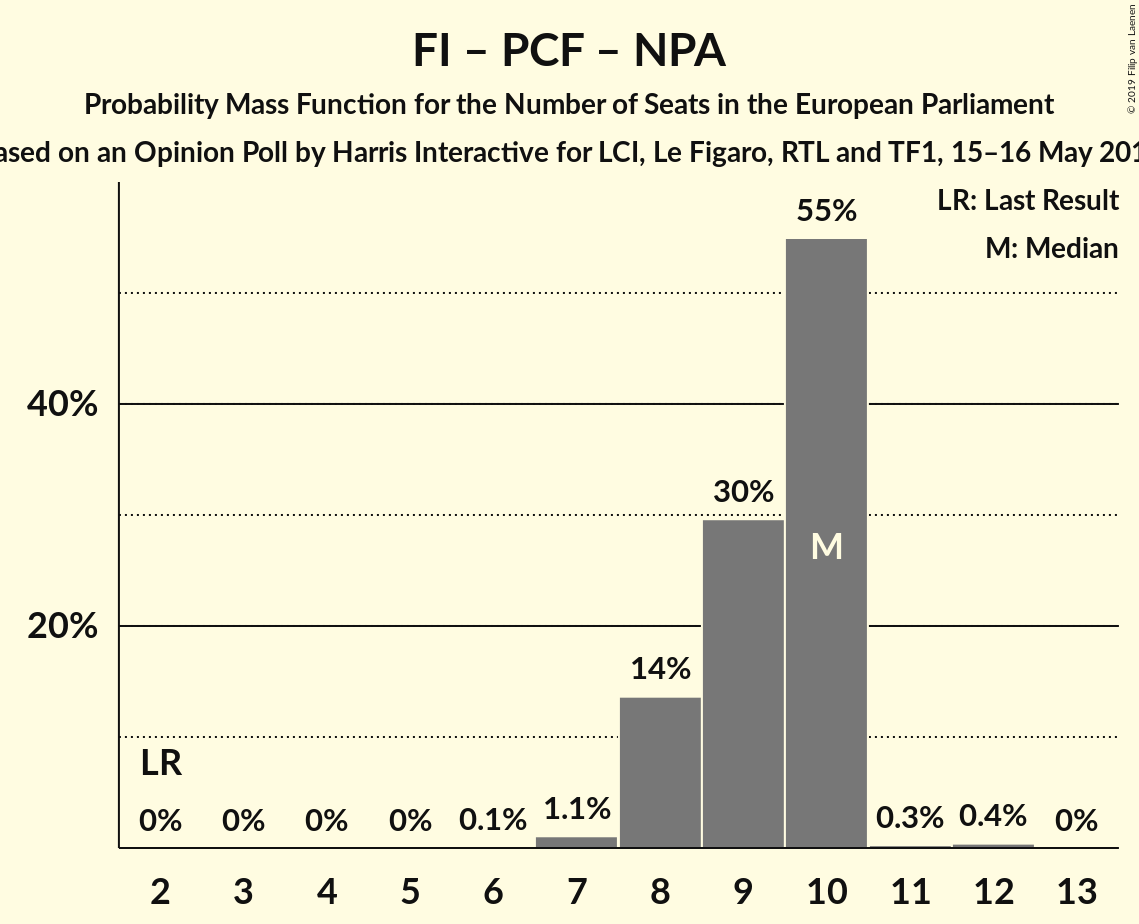 FI – PCF – NPA
Probability Mass Function for the Number of Seats in the European Parliament
on an Opinion Poll by Harris Interactive for LCI, Le Figaro, RTL and TF1, 15–16 May
© 2019 Filip van Laenen
LR: Last Result
M: Median
55%
40%
30%
M
20%
14%
LR
0% 0% 0% 0% 0.1% 1.1% 0.3% 0.4% 0%
2 3 4 5 6 7 8 9 10 11 12 13